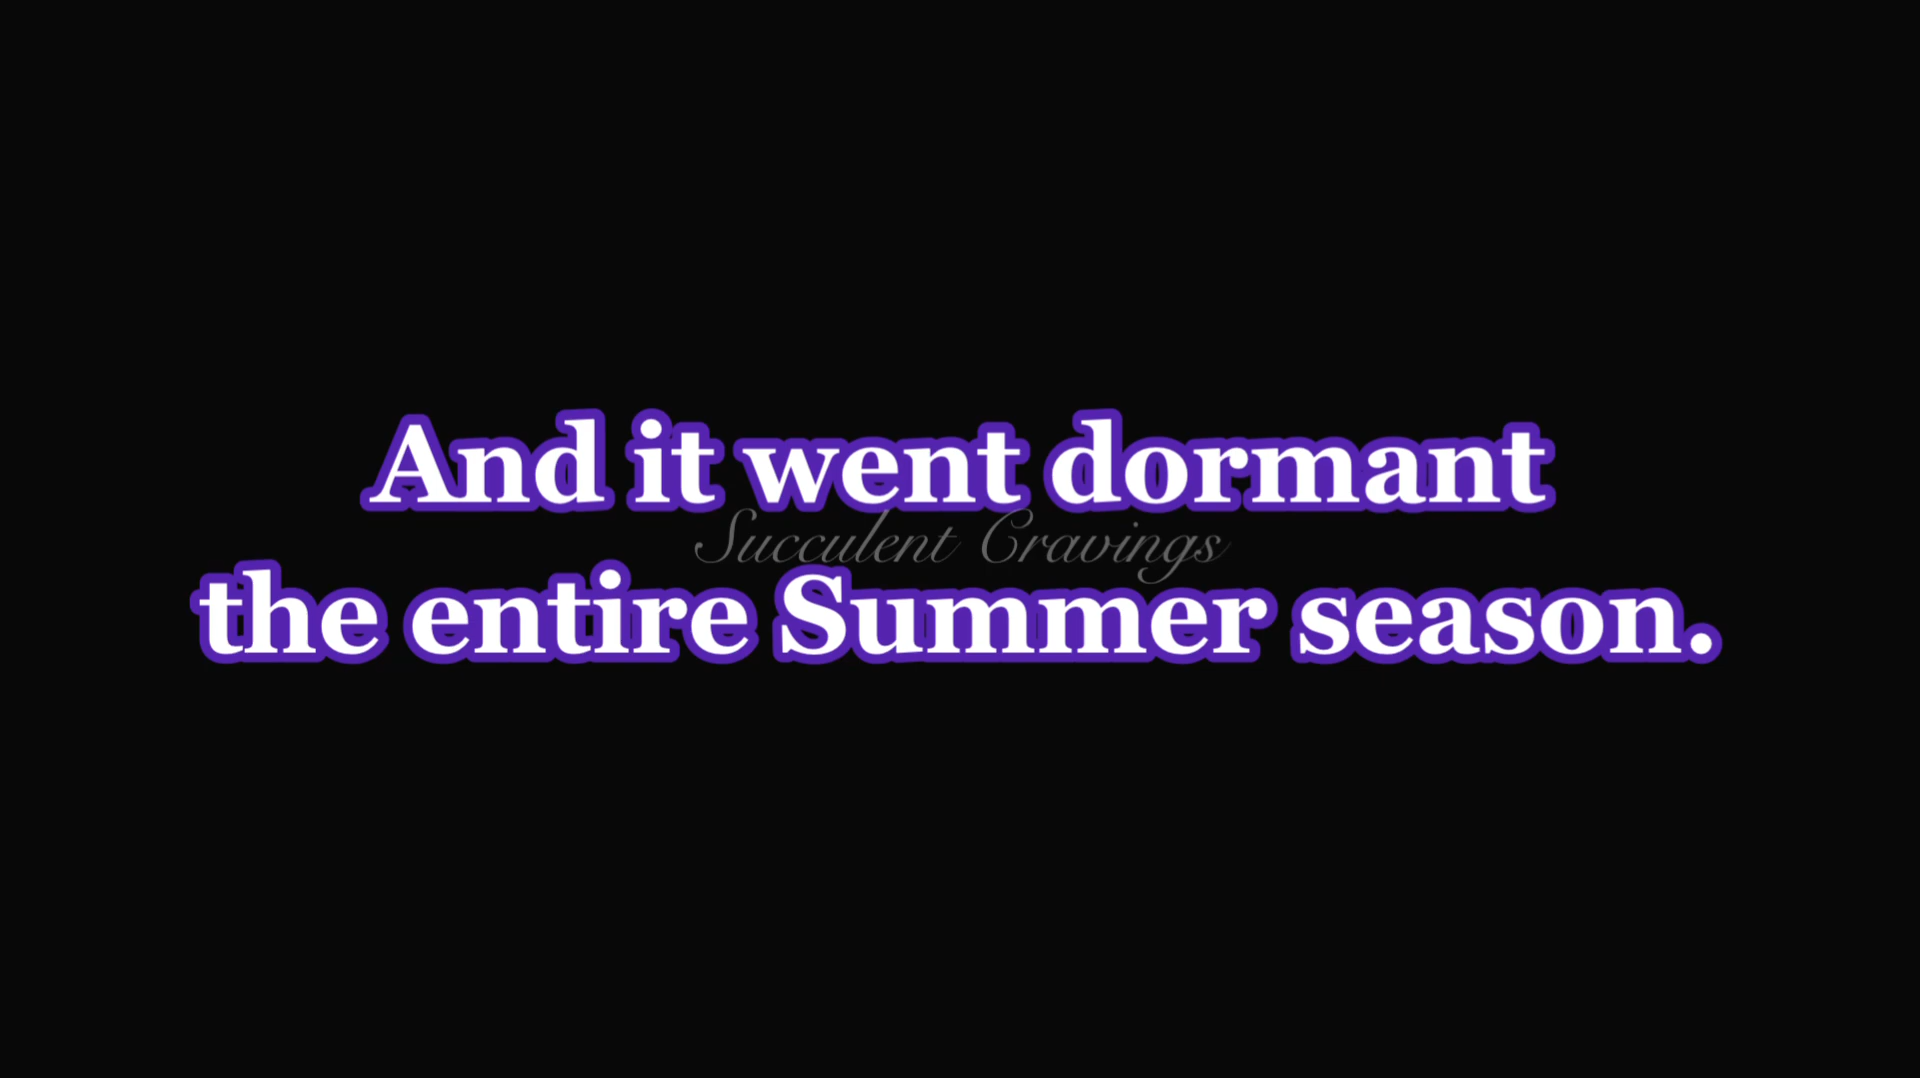 And it went dormant
Succulent Cravings
the entire Summer season.